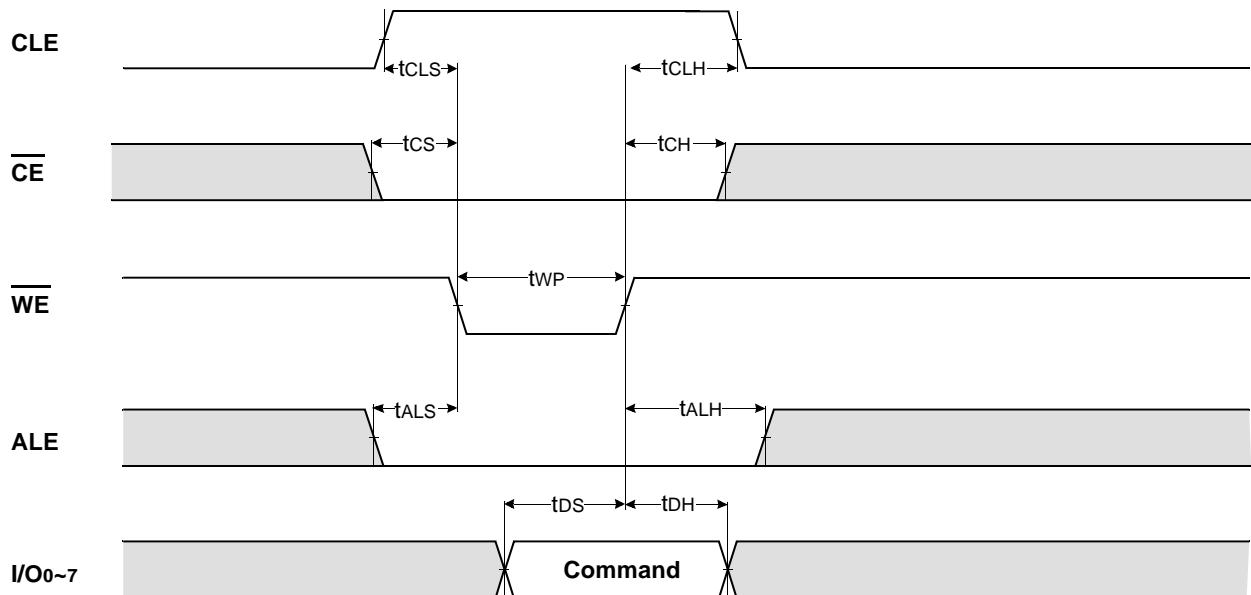 CLE
tCLS
tCLH
CE
tCS
tCH
WE
tWP
ALE
tALS
tALH
tDS
tDH
I/O0~7
Command